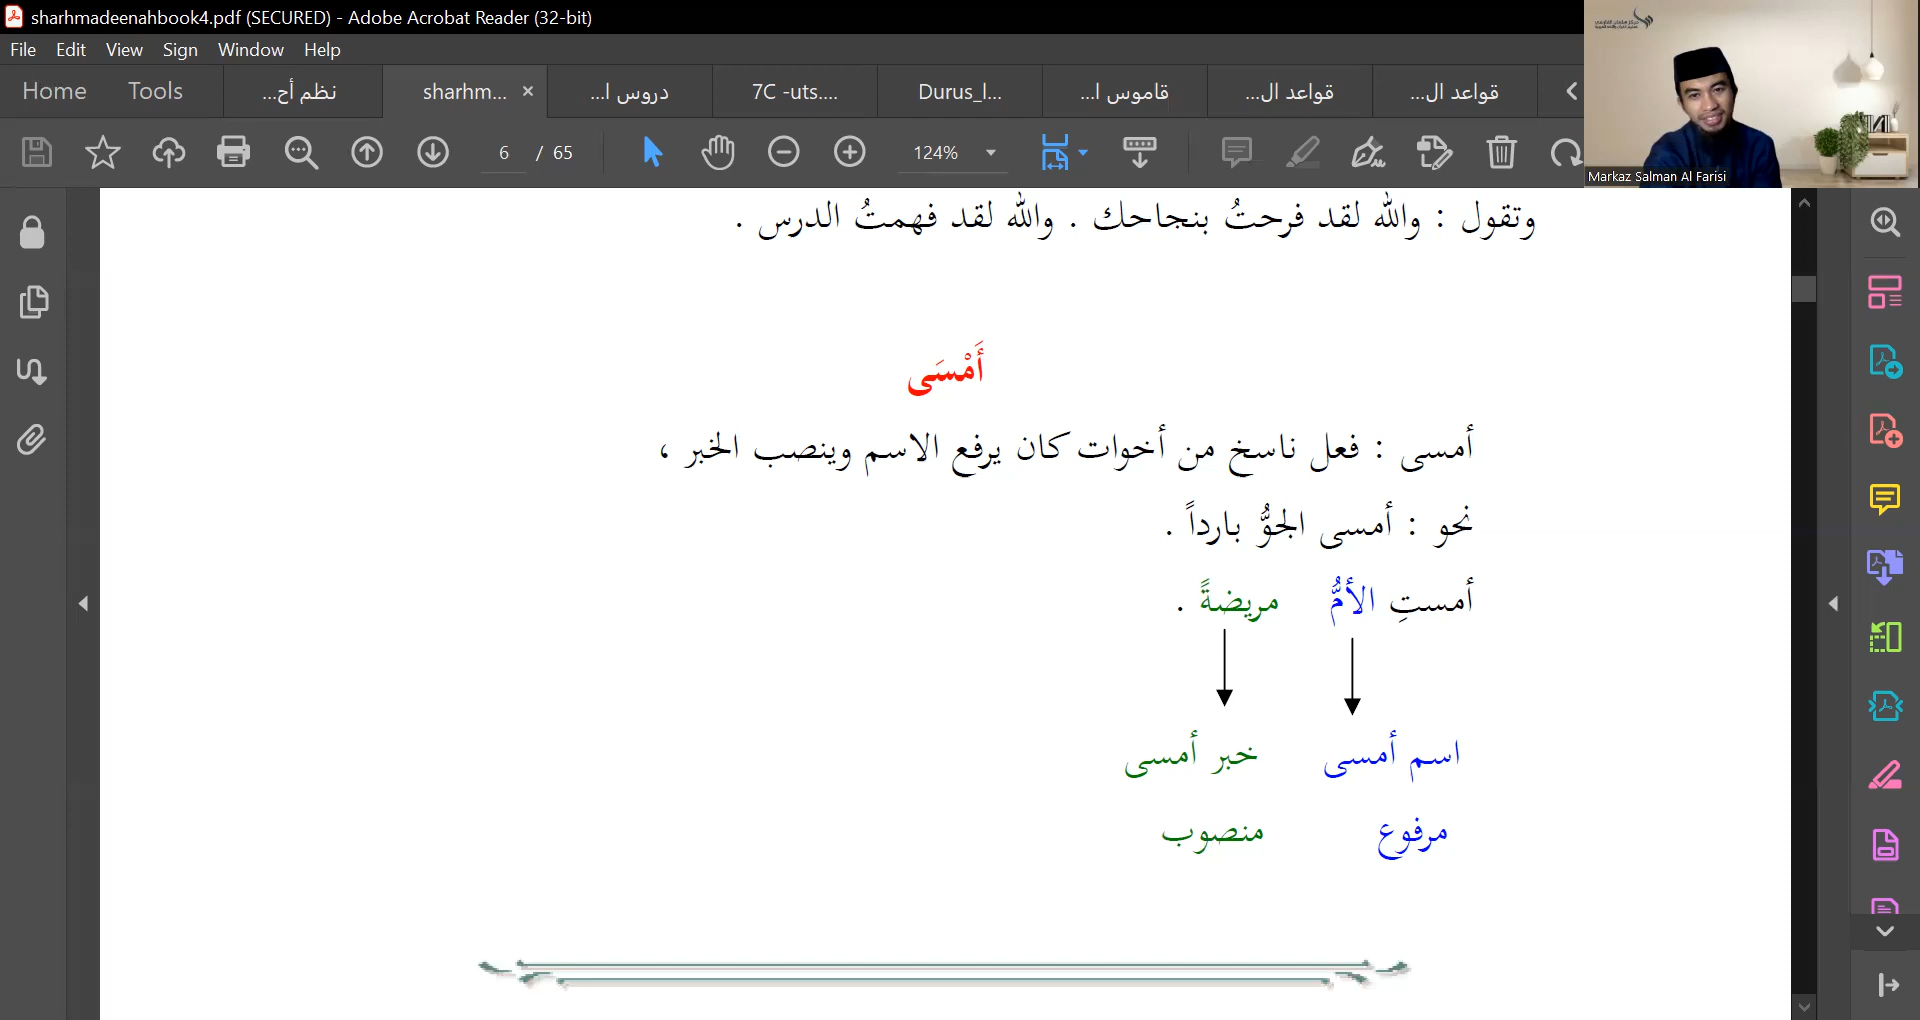 sharhmadeenahbook4.pdf (SECURED) - Adobe Acrobat Reader (32-bit)
File Edit View Sign Window Help
Home Tools نظم أح... sharhm... × دروس ا... 7C -uts.... Durus_l... قاموس ا... قواعد ال... قواعد ال...
6 / 65 124%
Markaz Salman Al Farisi
وتقول : والله لقد فرحتُ بنجاحك . والله لقد فهمتُ الدرس .
أَمْسَى
أمسى : فعل ناسخ من أخوات كان يرفع الاسم وينصب الخبر ،
نحو : أمسى الجوُّ بارداً .
أمستِ الأمُّ مريضةً .
اسم أمسى خبر أمسى
مرفوع منصوب